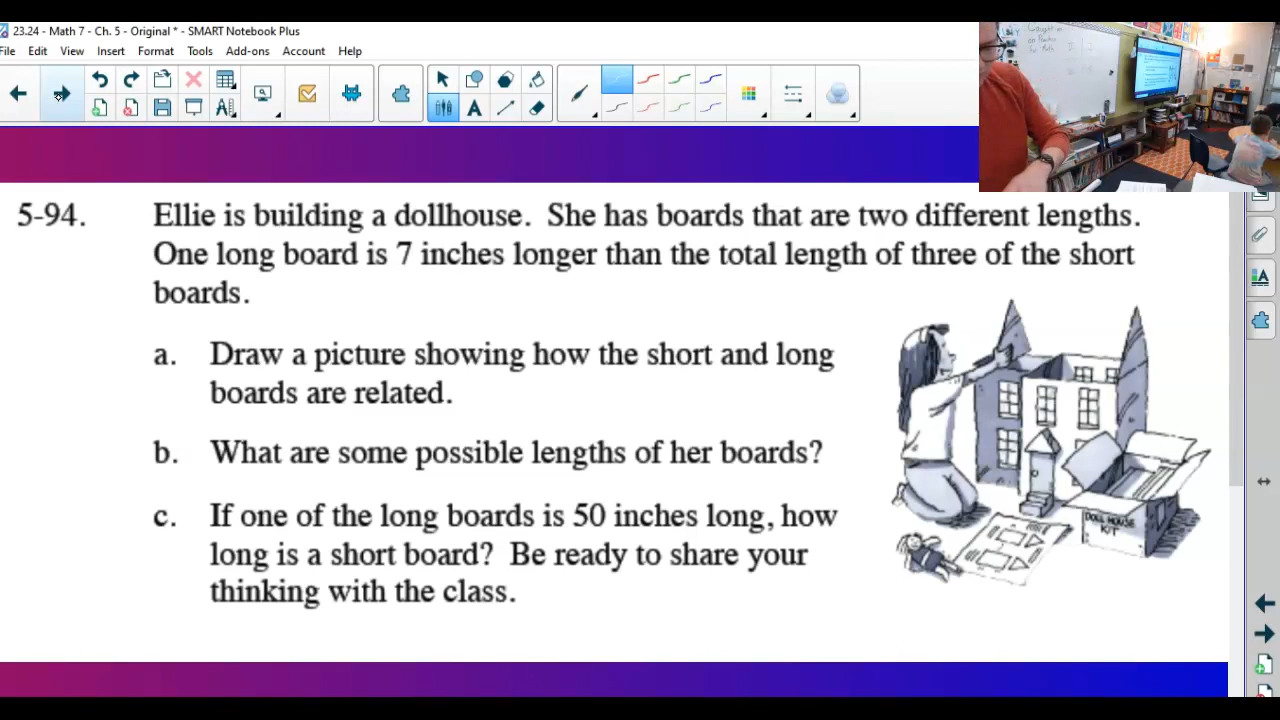 23.24 - Math 7 - Ch. 5 - Original * - SMART Notebook Plus
File Edit View Insert Format Tools Add-ons Account Help
5-94. Ellie is building a dollhouse. She has boards that are two different lengths.
One long board is 7 inches longer than the total length of three of the short
boards.
a. Draw a picture showing how the short and long
boards are related.
b. What are some possible lengths of her boards?
c. If one of the long boards is 50 inches long, how
long is a short board? Be ready to share your
thinking with the class.
DOLL HOUSE
KIT